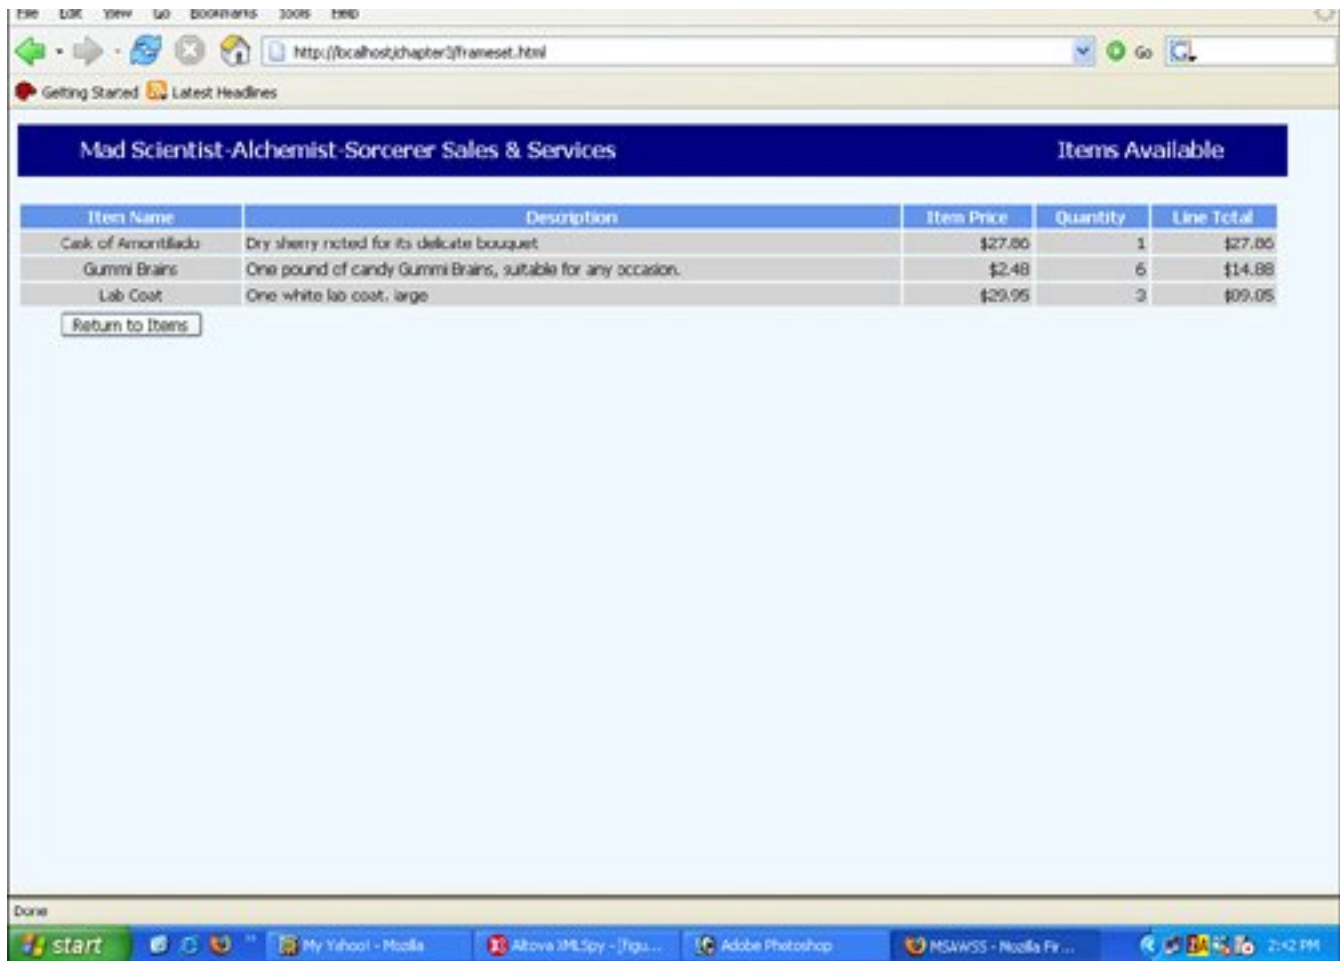 File Edit View Go Bookmarks Tools Help
http://localhost/chapter3/frameset.html Go
Getting Started Latest Headlines
Mad Scientist-Alchemist-Sorcerer Sales & Services Items Available
Item Name Description Item Price Quantity Line Total
Cask of Amontillado Dry sherry noted for its delicate bouquet $27.86 1 $27.86
Gummi Brains One pound of candy Gummi Brains, suitable for any occasion. $2.48 6 $14.88
Lab Coat One white lab coat, large $29.95 3
Return to Items
Done
start My Yahoo! - Mozilla Altova XMLSpy - [figu... Adobe Photoshop MSAWSS - Mozilla Fir... 2:42 PM